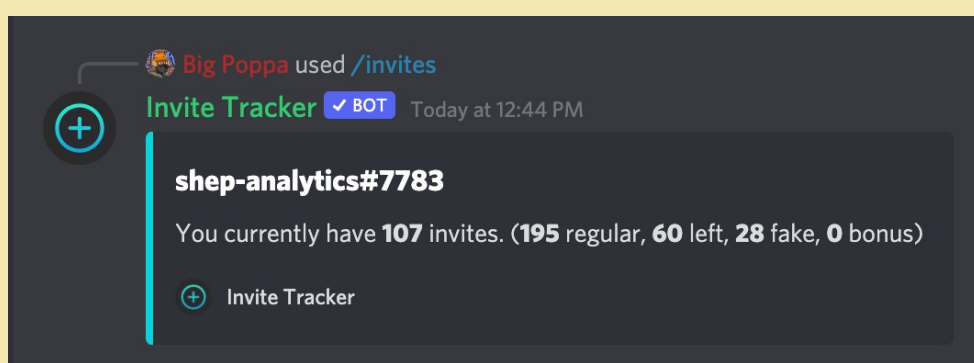 Big Poppa used /invites
Invite Tracker ✓ BOT Today at 12:44 PM
shep-analytics#7783
You currently have 107 invites. (195 regular, 60 left, 28 fake, 0 bonus)
Invite Tracker